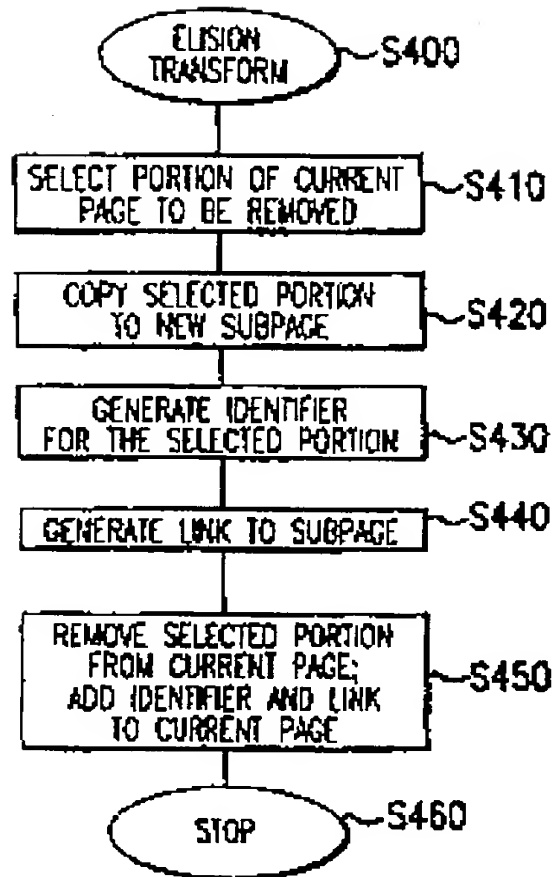 ELISION
TRANSFORM
S400
SELECT PORTION OF CURRENT
PAGE TO BE REMOVED
S410
COPY SELECTED PORTION
TO NEW SUBPAGE
S420
GENERATE IDENTIFIER
FOR THE SELECTED PORTION
S430
GENERATE LINK TO SUBPAGE
S440
REMOVE SELECTED PORTION
FROM CURRENT PAGE;
ADD IDENTIFIER AND LINK
TO CURRENT PAGE
S450
STOP
S460